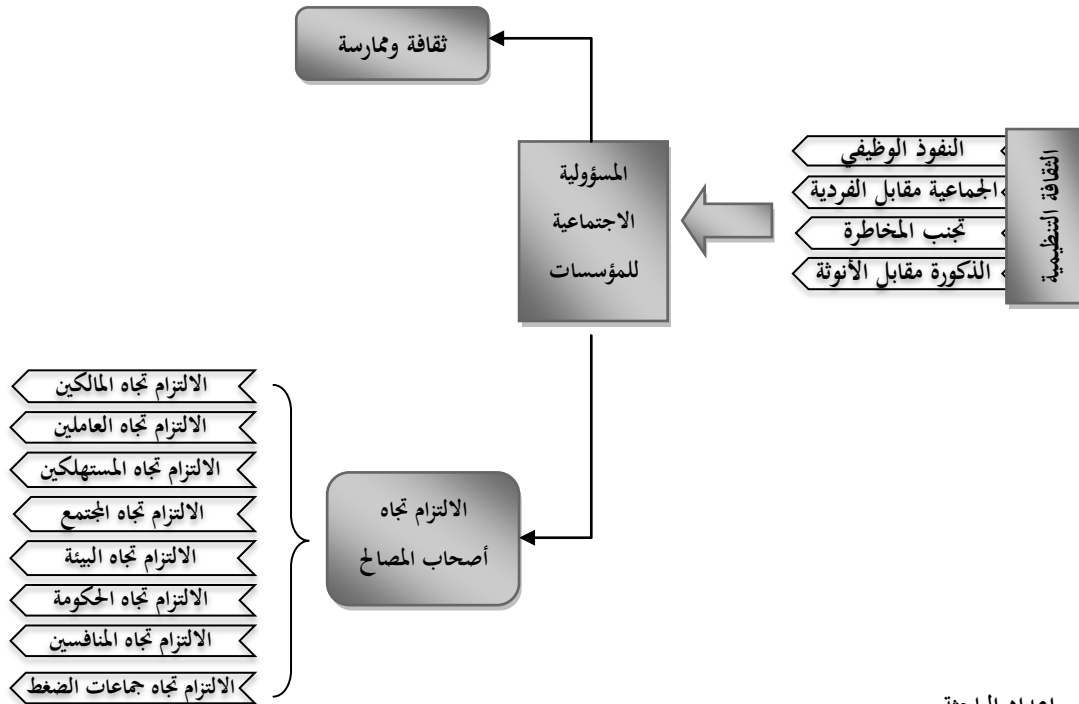 ثقافة وممارسة
الثقافة التنظيمية
النفوذ الوظيفي
الجماعية مقابل الفردية
تجنب المخاطرة
الذكورة مقابل الأنوثة
المسؤولية
الاجتماعية
للمؤسسات
الالتزام تجاه
أصحاب المصالح
الالتزام تجاه المالكين
الالتزام تجاه العاملين
الالتزام تجاه المستهلكين
الالتزام تجاه المجتمع
الالتزام تجاه البيئة
الالتزام تجاه الحكومة
الالتزام تجاه المنافسين
الالتزام تجاه جماعات الضغط